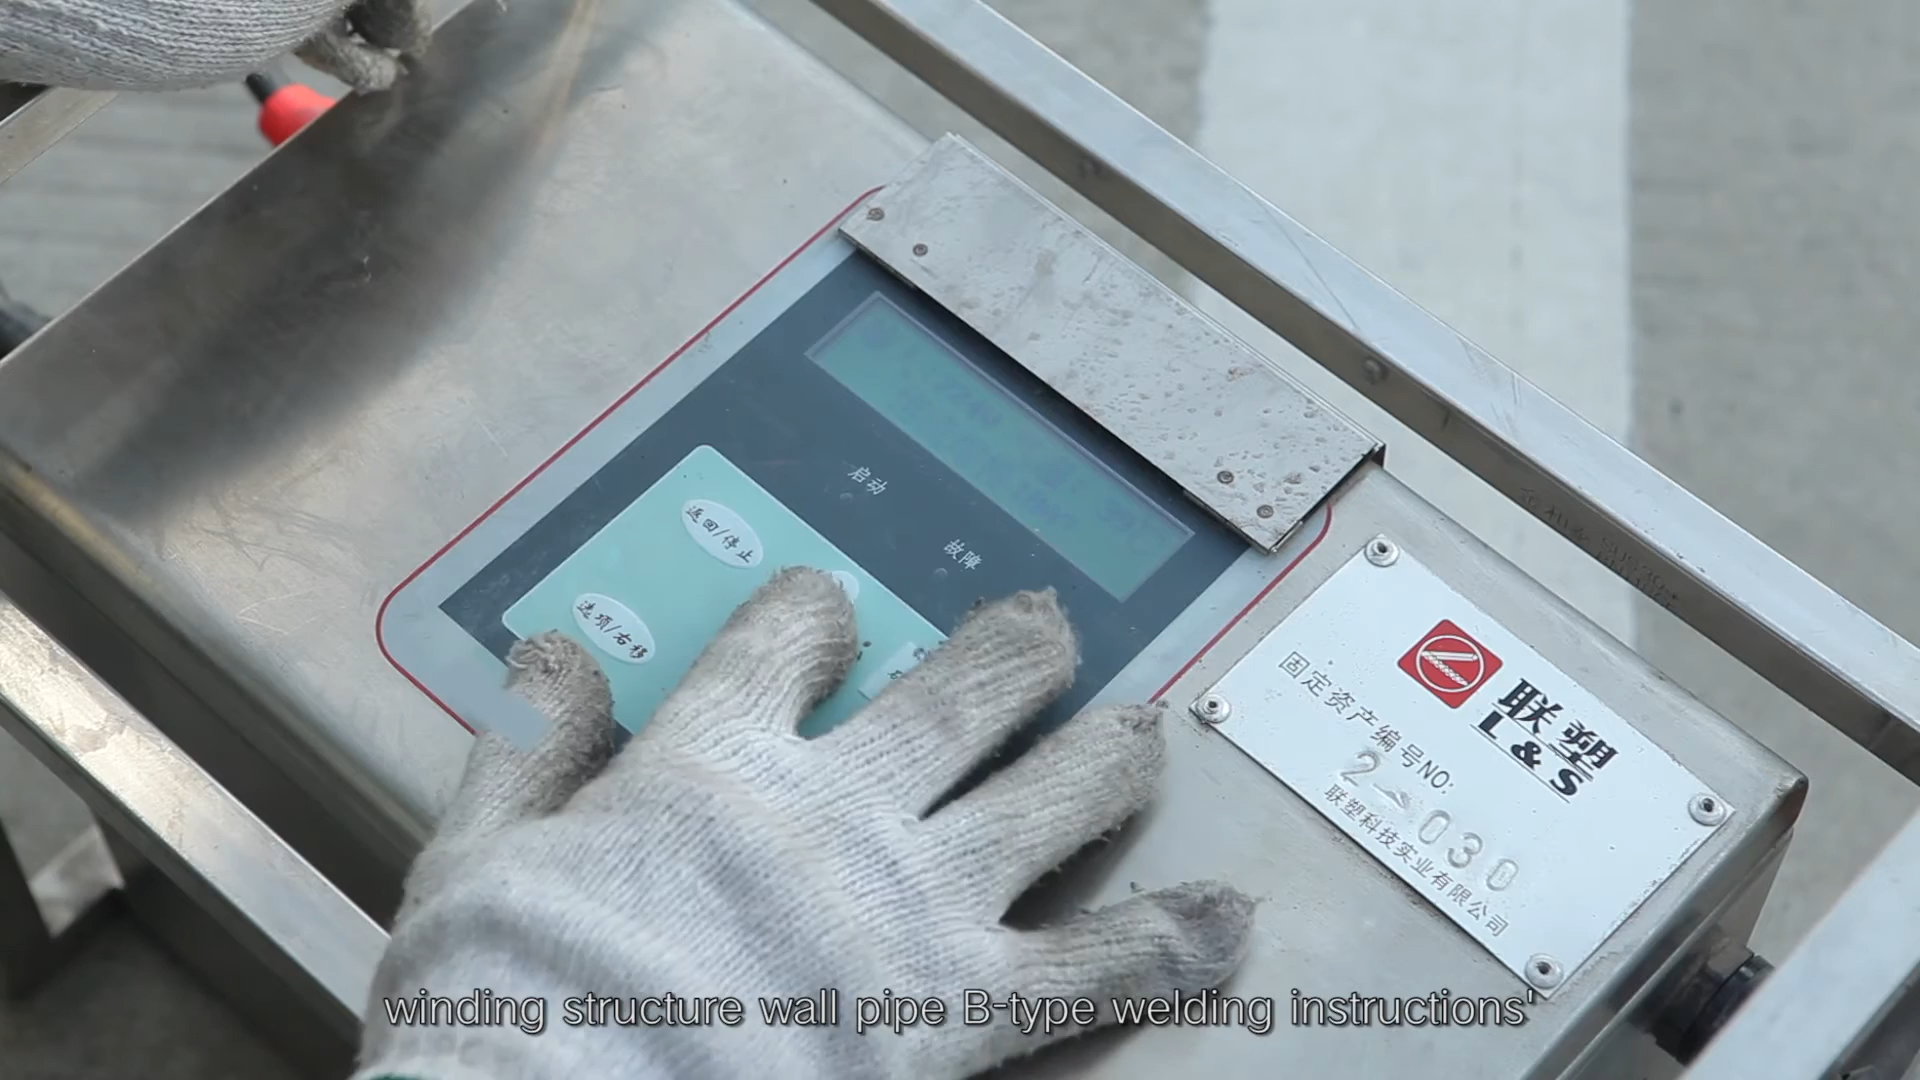 启动
故障
返回/停止
选项/右移
联塑
L&S
固定资产编号NO:
联塑科技实业有限公司
winding structure wall pipe B-type welding instructions'